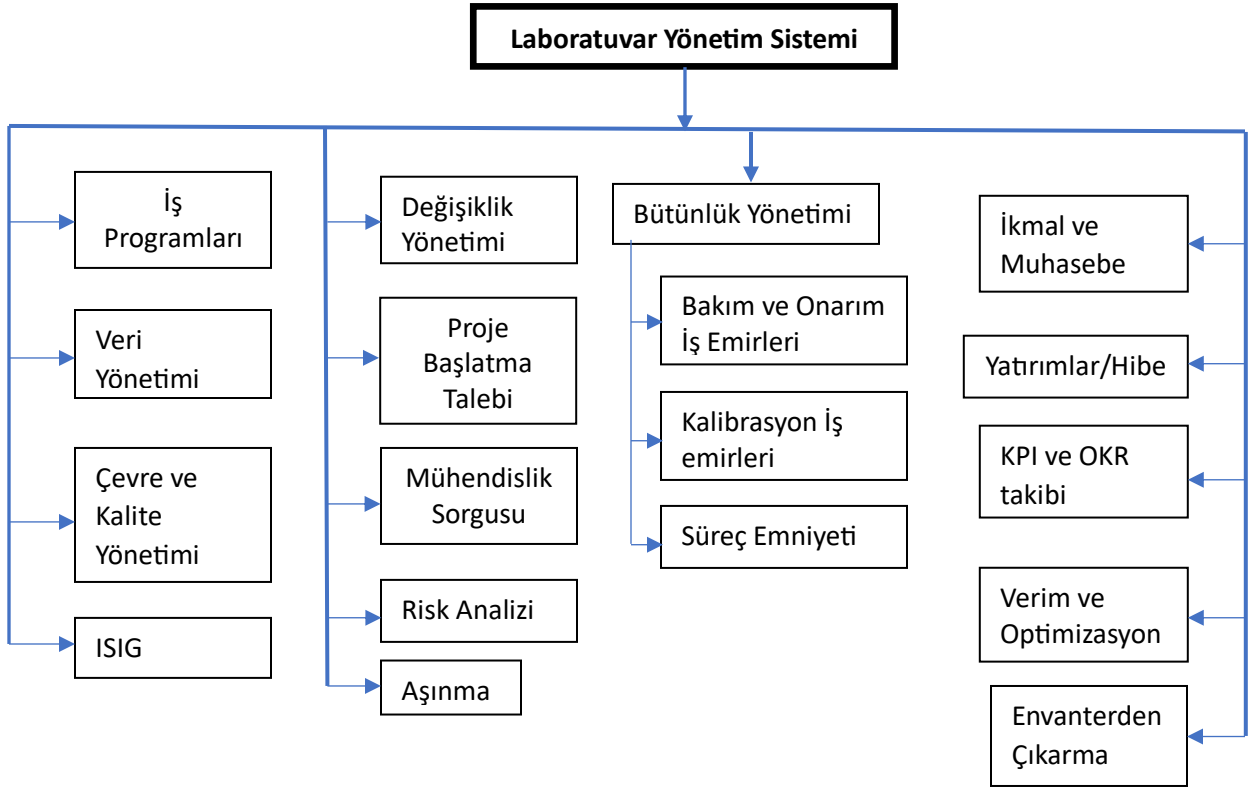 Laboratuvar Yönetim Sistemi
İş
Programları
Veri
Yönetimi
Çevre ve
Kalite
Yönetimi
ISIG
Değişiklik
Yönetimi
Proje
Başlatma
Talebi
Mühendislik
Sorgusu
Risk Analizi
Aşınma
Bütünlük Yönetimi
Bakım ve Onarım
İş Emirleri
Kalibrasyon İş
emirleri
Süreç Emniyeti
İkmal ve
Muhasebe
Yatırımlar/Hibe
KPI ve OKR
takibi
Verim ve
Optimizasyon
Envanterden
Çıkarma